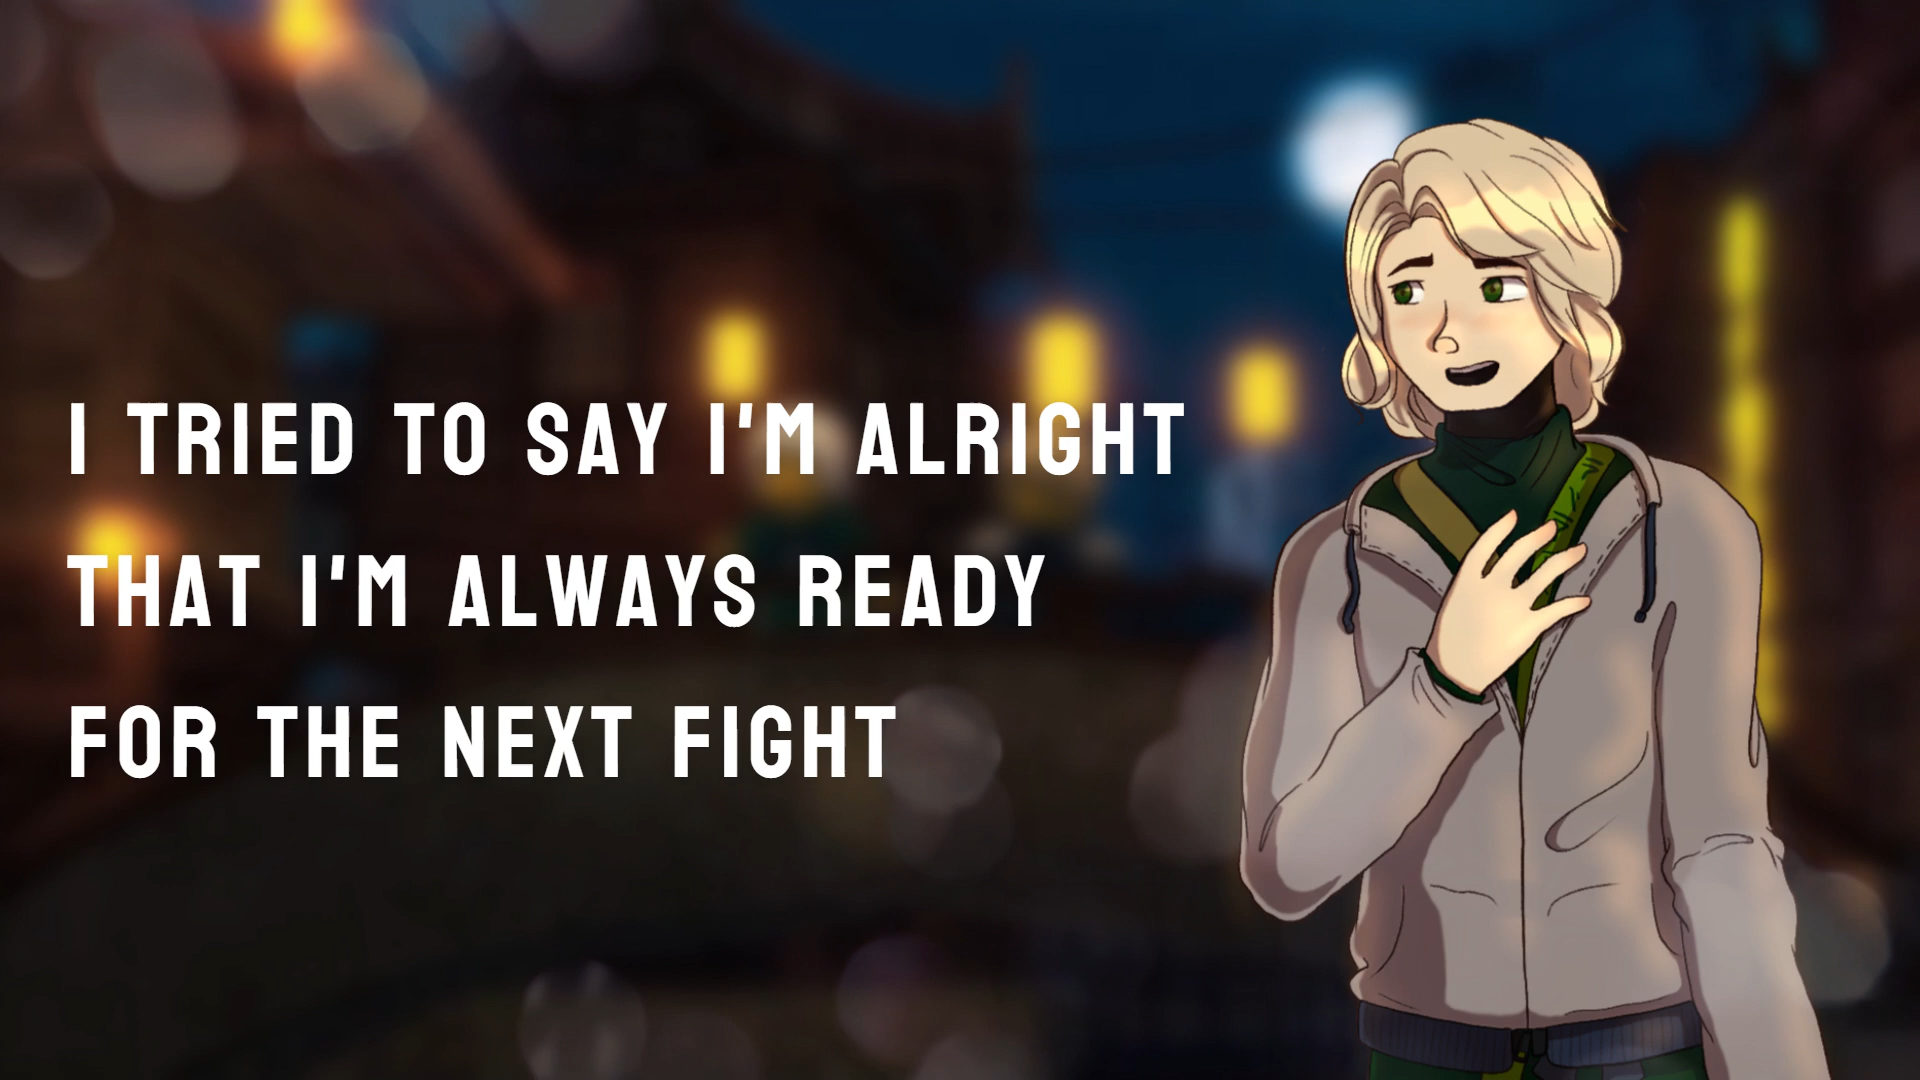 I TRIED TO SAY I'M ALRIGHT
THAT I'M ALWAYS READY
FOR THE NEXT FIGHT